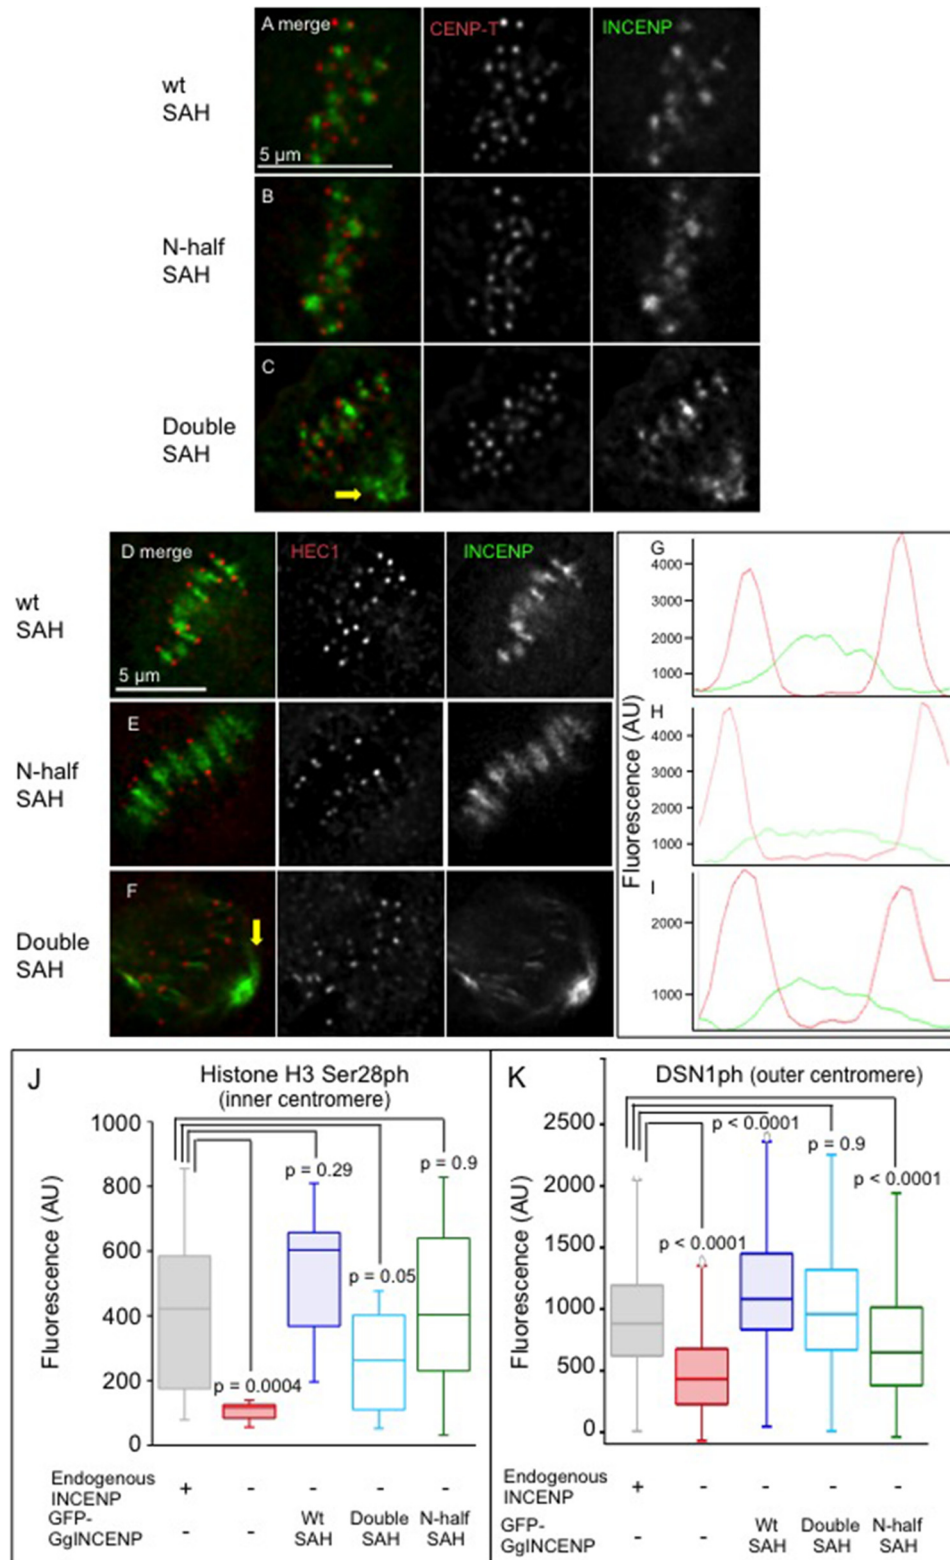 A merge
CENP-T
INCENP
wt
SAH
5 µm
B
N-half
SAH
C
Double
SAH
D merge
HEC1
INCENP
wt
SAH
5 µm
E
N-half
SAH
F
Double
SAH
Fluorescence (AU)
G
4000
3000
2000
1000
H
4000
3000
2000
1000
I
2000
1000
J
Histone H3 Ser28ph
(inner centromere)
Fluorescence (AU)
1000
800
600
400
200
0
p = 0.0004
p = 0.29
p = 0.05
p = 0.9
Endogenous
INCENP
+ - - - -
GFP-
GgINCENP
- - Wt SAH Double SAH N-half SAH
K
DSN1ph (outer centromere)
Fluorescence (AU)
2500
2000
1500
1000
500
0
p < 0.0001
p < 0.0001
p = 0.9
p < 0.0001
Endogenous
INCENP
+ - - - -
GFP-
GgINCENP
- - Wt SAH Double SAH N-half SAH